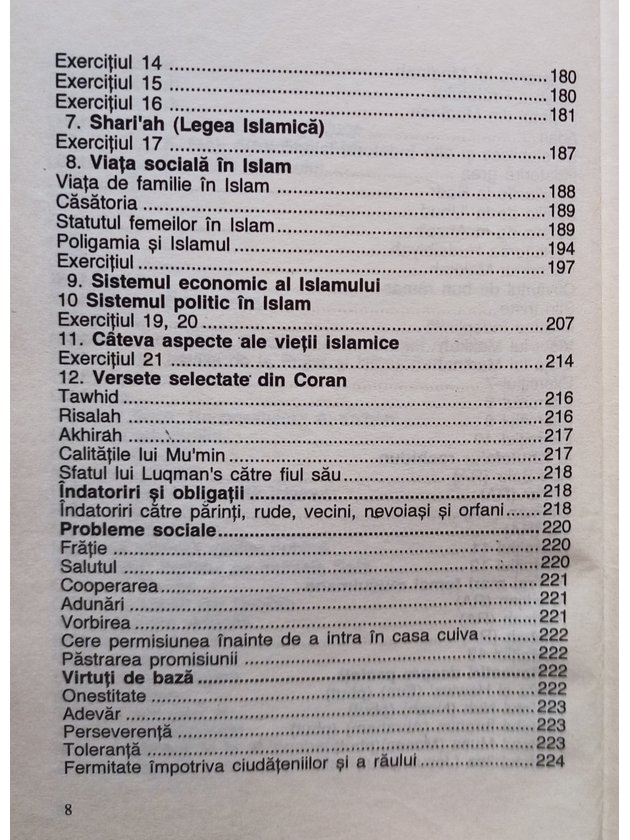 Exercițiul 14 ........................................ 180
Exercițiul 15 ........................................ 180
Exercițiul 16 ........................................ 181
7. Shari'ah (Legea Islamică)
Exercițiul 17 ........................................ 187
8. Viața socială în Islam
Viața de familie în Islam ........................................ 188
Căsătoria ........................................ 189
Statutul femeilor în Islam ........................................ 189
Poligamia și Islamul ........................................ 194
Exercițiul ........................................ 197
9. Sistemul economic al Islamului
10 Sistemul politic în Islam
Exercițiul 19, 20 ........................................ 207
11. Câteva aspecte ale vieții islamice
Exercițiul 21 ........................................ 214
12. Versete selectate din Coran
Tawhid ........................................ 216
Risalah ........................................ 216
Akhirah ........................................ 217
Calitățile lui Mu'min ........................................ 217
Sfatul lui Luqman's către fiul său ........................................ 218
Îndatoriri și obligații ........................................ 218
Îndatoriri către părinți, rude, vecini, nevoiași și orfani ...... 218
Probleme sociale ........................................ 220
Frăție ........................................ 220
Salutul ........................................ 220
Cooperarea ........................................ 221
Adunări ........................................ 221
Vorbirea ........................................ 221
Cere permisiunea înainte de a intra în casa cuiva ............ 222
Păstrarea promisiunii ........................................ 222
Virtuți de bază ........................................ 222
Onestitate ........................................ 222
Adevăr ........................................ 223
Perseverență ........................................ 223
Toleranță ........................................ 223
Fermitate împotriva ciudățeniilor și a răului .................... 224
8